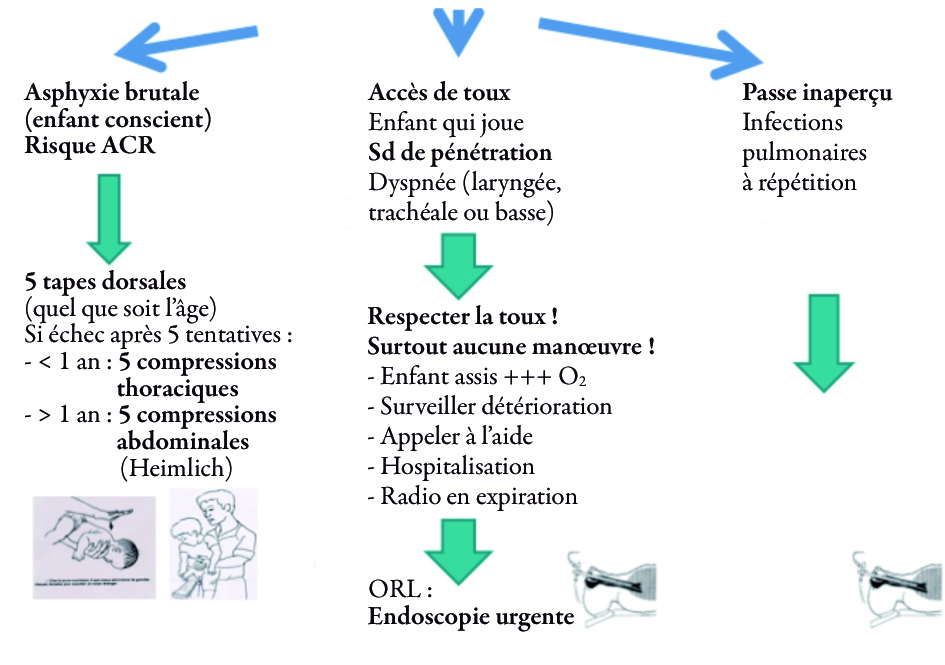 Asphyxie brutale
(enfant conscient)
Risque ACR
5 tapes dorsales
(quel que soit l'âge)
Si échec après 5 tentatives :
- < 1 an : 5 compressions
thoraciques
- > 1 an : 5 compressions
abdominales
(Heimlich)
Accès de toux
Enfant qui joue
Sd de pénétration
Dyspnée (laryngée,
trachéale ou basse)
Respecter la toux !
Surtout aucune manœuvre !
- Enfant assis +++ O₂
- Surveiller détérioration
- Appeler à l'aide
- Hospitalisation
- Radio en expiration
ORL :
Endoscopie urgente
Passe inaperçu
Infections
pulmonaires
à répétition